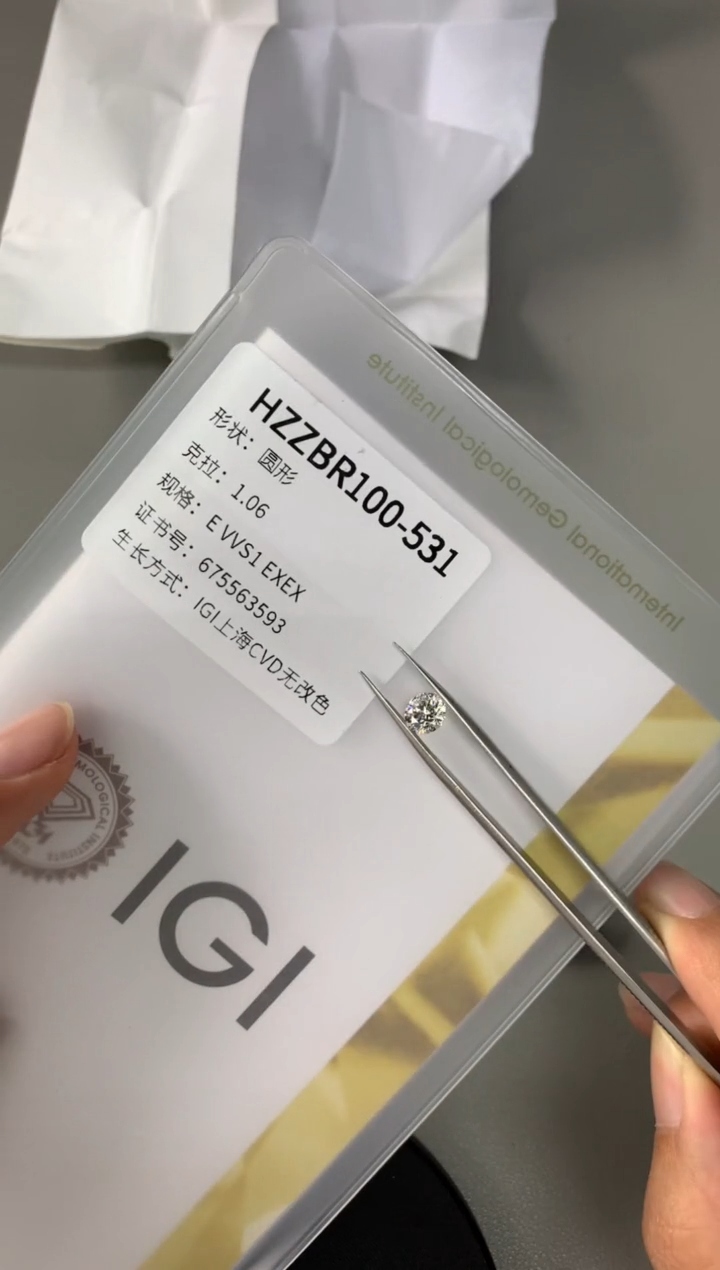 International Gemological Institute
HZZBR100-531
形状：圆形
克拉：1.06
规格：E VVS1 EXEX
证书号：675563593
生长方式：IGI上海CVD无改色
IGI